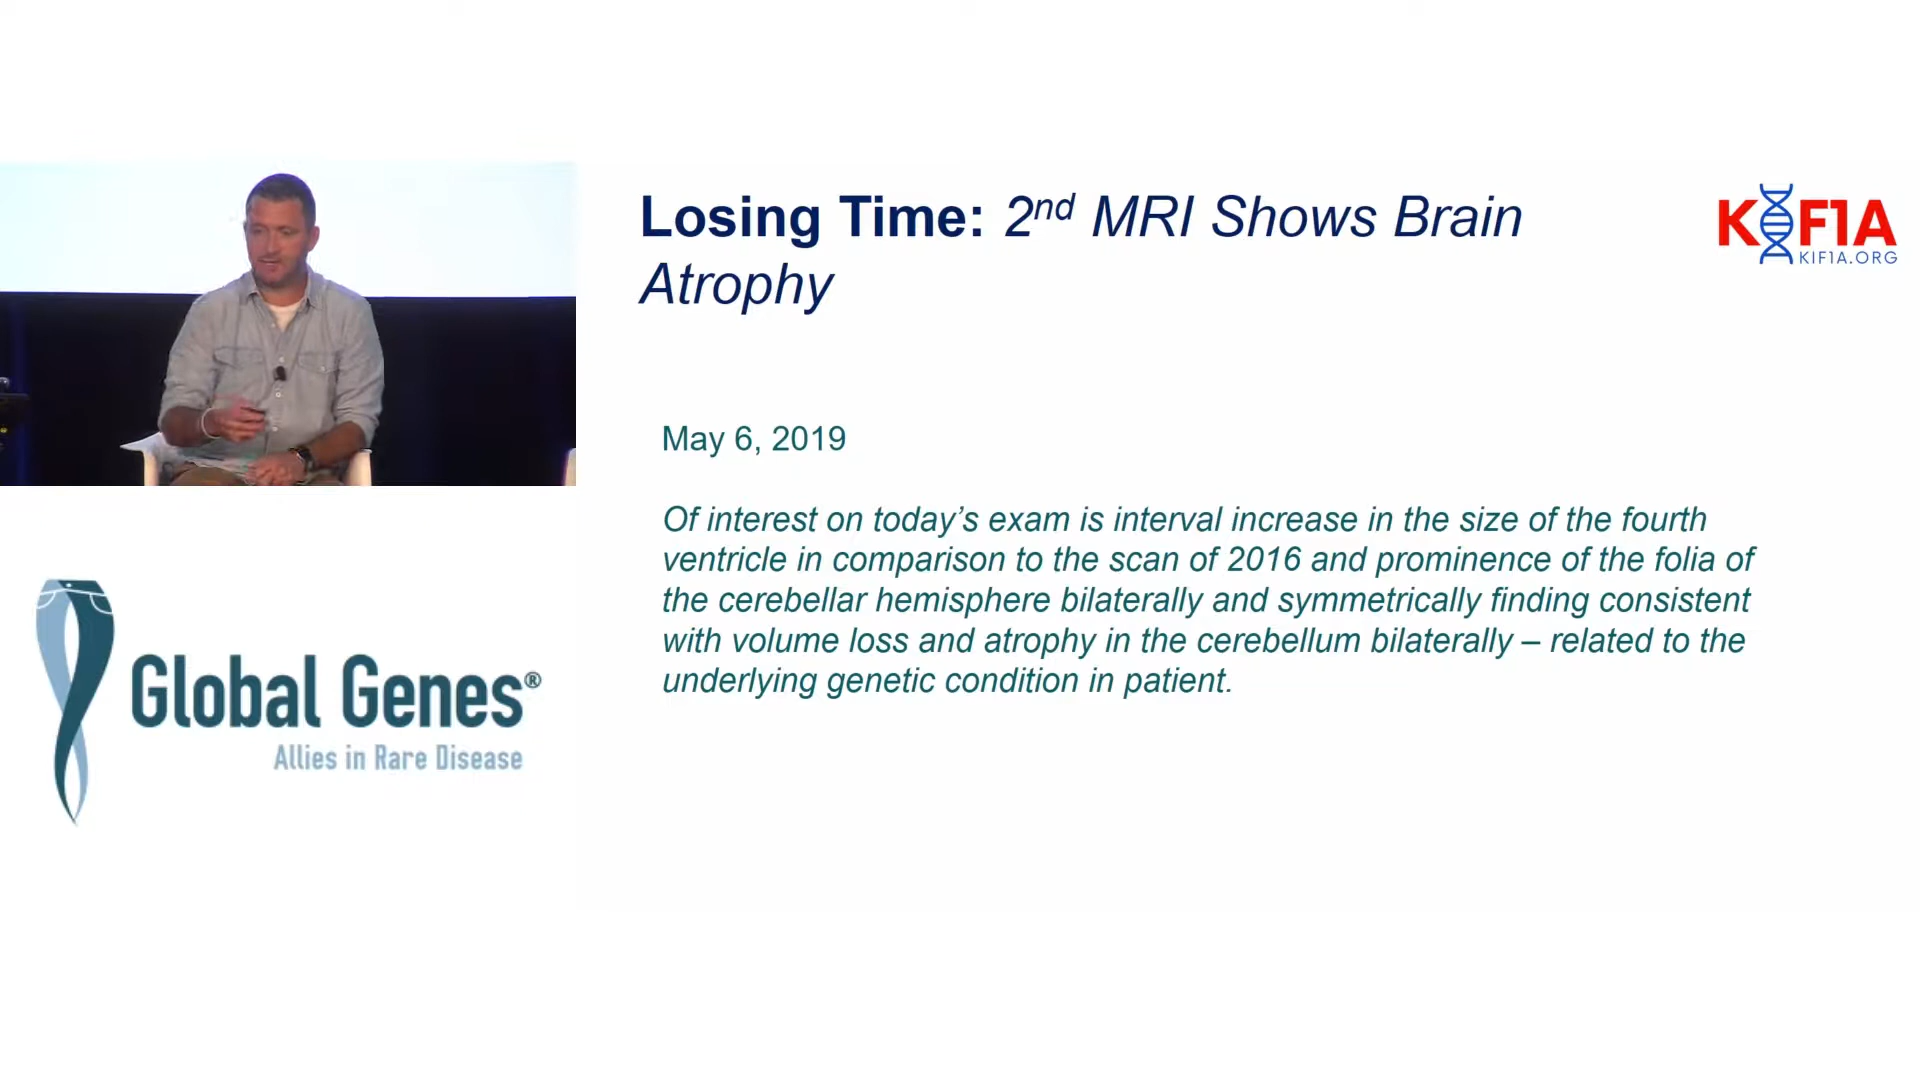 Losing Time: 2nd MRI Shows Brain
Atrophy
KIF1A
KIF1A.ORG
May 6, 2019
Of interest on today’s exam is interval increase in the size of the fourth
ventricle in comparison to the scan of 2016 and prominence of the folia of
the cerebellar hemisphere bilaterally and symmetrically finding consistent
with volume loss and atrophy in the cerebellum bilaterally – related to the
underlying genetic condition in patient.
Global Genes®
Allies in Rare Disease